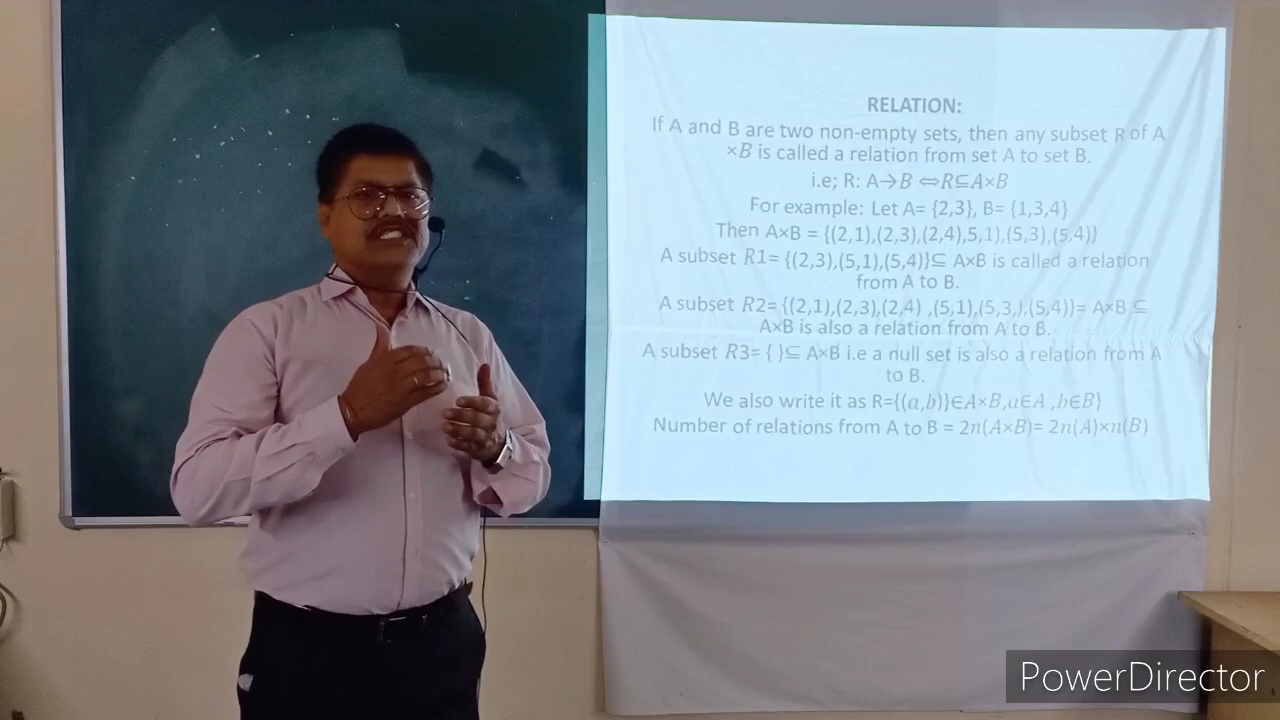 RELATION:
If A and B are two non-empty sets, then any subset R of A
×B is called a relation from set A to set B.
i.e; R: A→B ⇔R⊆A×B
For example: Let A= {2,3}, B= {1,3,4}
Then A×B = {(2,1),(2,3),(2,4),5,1),(5,3),(5,4)}
A subset R1= {(2,3),(5,1),(5,4)}⊆ A×B is called a relation
from A to B.
A subset R2= {(2,1),(2,3),(2,4) ,(5,1),(5,3,),(5,4)}= A×B ⊆
A×B is also a relation from A to B.
A subset R3= { }⊆ A×B i.e a null set is also a relation from A
to B.
We also write it as R={(a,b)}∈A×B,a∈A ,b∈B}
Number of relations from A to B = 2n(A×B)= 2n(A)×n(B)
PowerDirector